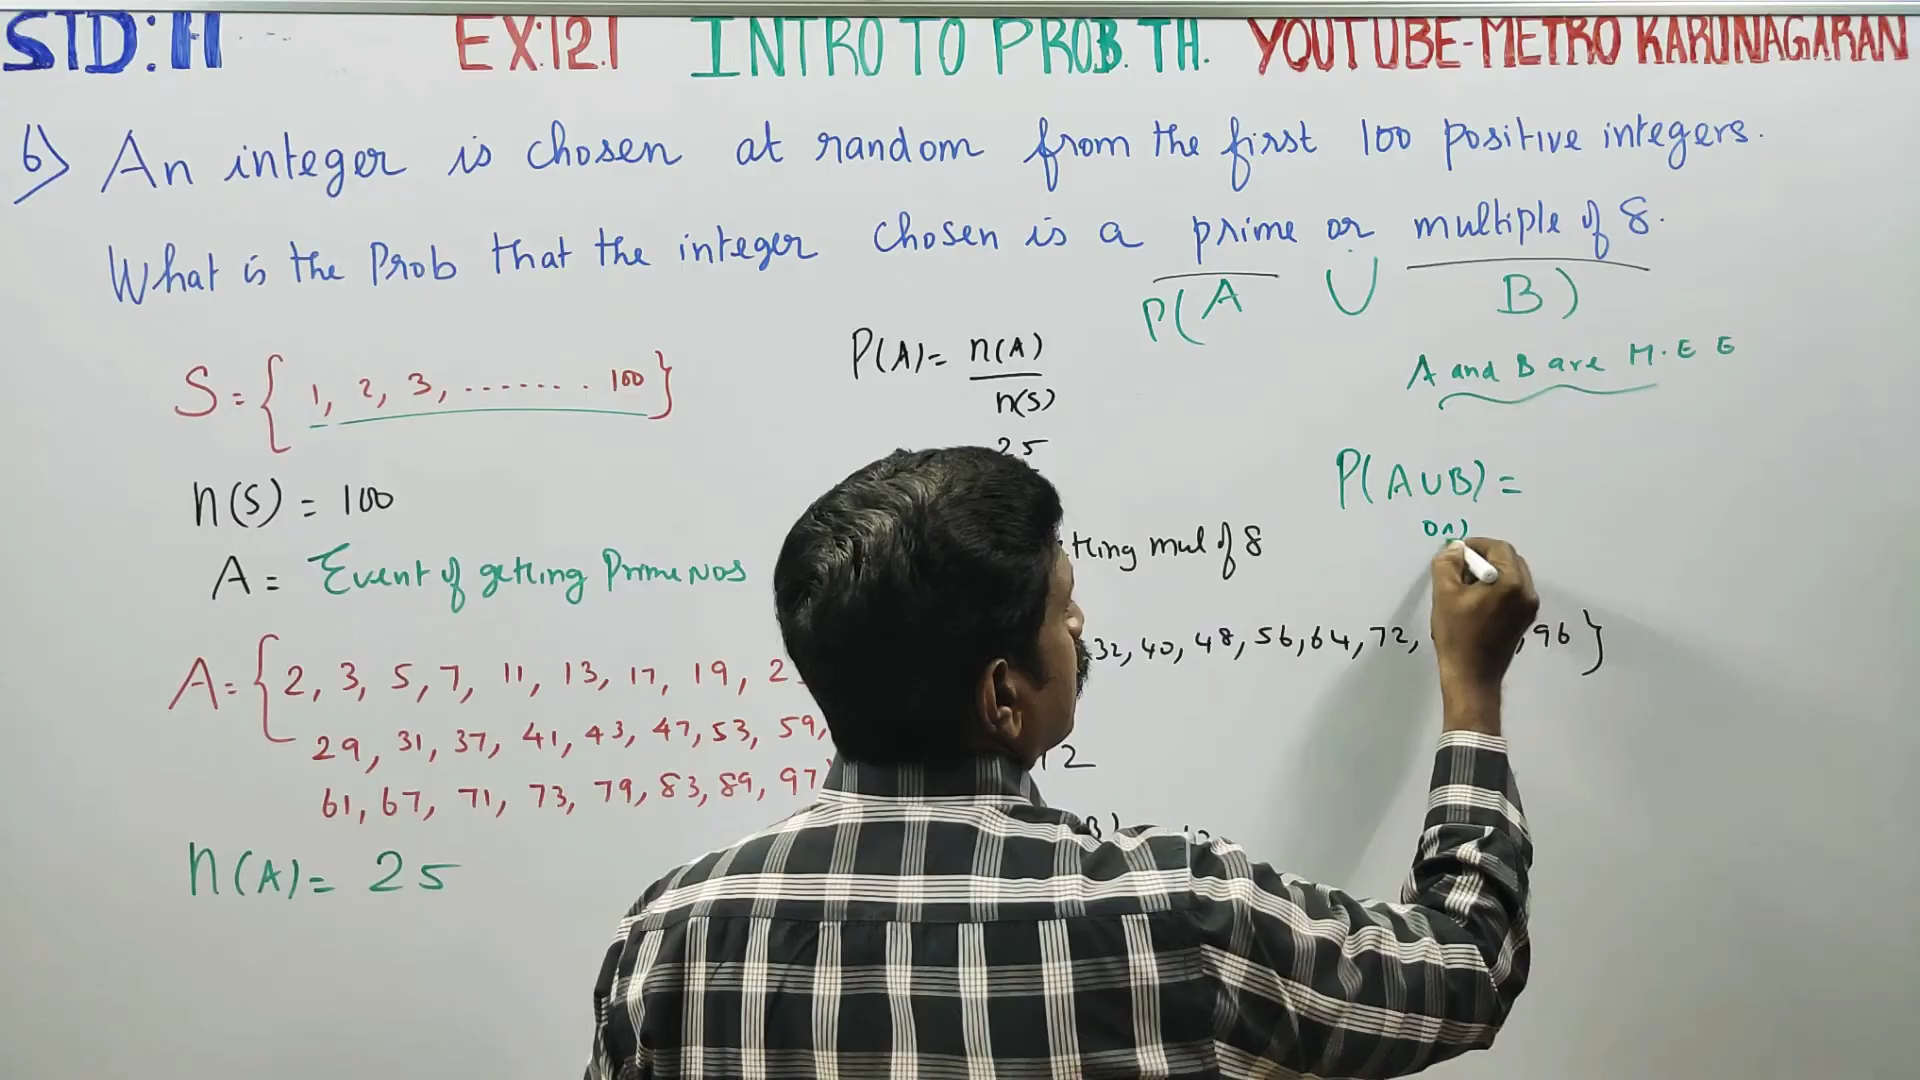 STD: 11 EX:12.1 INTRO TO PROB. TH. YOUTUBE-METRO KARUNAGARAN
6) An integer is chosen at random from the first 100 positive integers.
What is the Prob that the integer chosen is a prime or multiple of 8.
P(A ∪ B)
A and B are M.E E
S = { 1, 2, 3, ....... 100 }
n(S) = 100
A = Event of getting Prime Nos
A = { 2, 3, 5, 7, 11, 13, 17, 19,
29, 31, 37, 41, 43, 47, 53, 59,
61, 67, 71, 73, 79, 83, 89, 97
n(A) = 25
P(A) = n(A)
n(S)
25
mul of 8
32, 40, 48, 56, 64, 72, , 96 }
12
P(A∪B) =